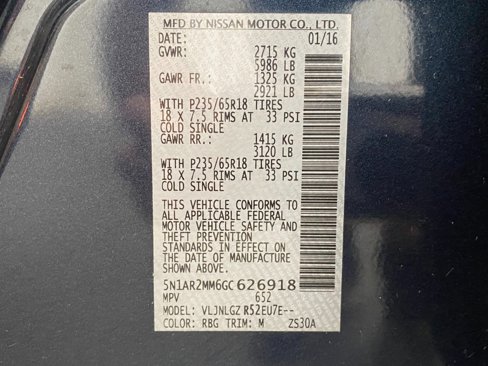 MFD BY NISSAN MOTOR CO., LTD.
DATE: 01/16
GVWR: 2715 KG
5986 LB
GAWR FR.: 1325 KG
2921 LB
WITH P235/65R18 TIRES
18 X 7.5 RIMS AT 33 PSI
COLD SINGLE
GAWR RR.: 1415 KG
3120 LB
WITH P235/65R18 TIRES
18 X 7.5 RIMS AT 33 PSI
COLD SINGLE
THIS VEHICLE CONFORMS TO
ALL APPLICABLE FEDERAL
MOTOR VEHICLE SAFETY AND
THEFT PREVENTION
STANDARDS IN EFFECT ON
THE DATE OF MANUFACTURE
SHOWN ABOVE.
5N1AR2MM6GC626918
MPV 652
MODEL: VLJNLGZ R52EU7E--
COLOR: RBG TRIM: M ZS30A